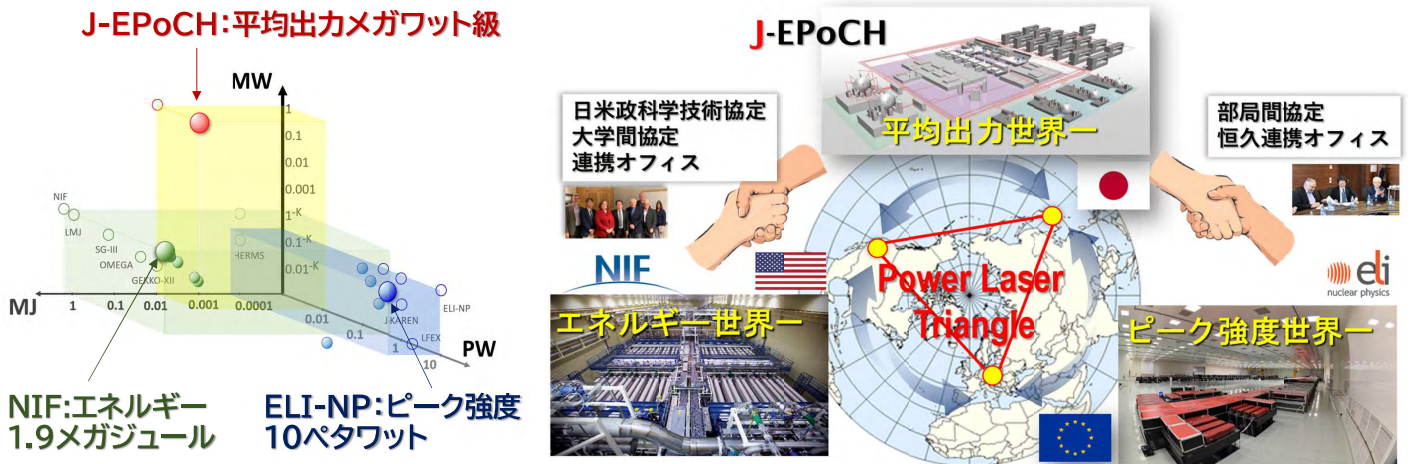 J-EPoCH:平均出力メガワット級
MW
1
0.1
0.01
0.001
1-K
0.1-K
0.01-K
NIF
LMJ
SG-III
OMEGA
GEKKO-XII
HERMS
MJ
1
0.1
0.01
0.001
0.0001
0.01
0.1
1
10
PW
J-KAREN
ELI-NP
LFEX
NIF:エネルギー
1.9メガジュール
ELI-NP:ピーク強度
10ペタワット
J-EPoCH
平均出力世界一
日米政科学技術協定
大学間協定
連携オフィス
部局間協定
恒久連携オフィス
NIF
eli
nuclear physics
Power Laser
Triangle
エネルギー世界一
ピーク強度世界一